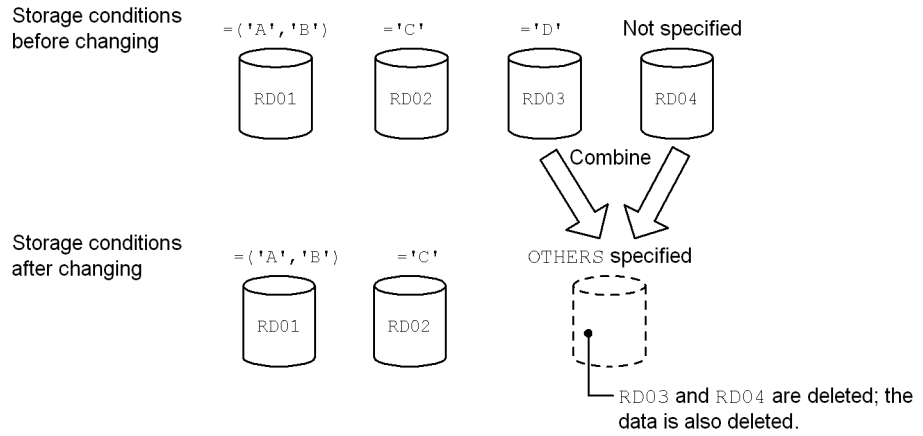 Storage conditions
before changing
=('A','B')
='C'
='D'
Not specified
RD01
RD02
RD03
RD04
Combine
Storage conditions
after changing
=('A','B')
='C'
OTHERS specified
RD01
RD02
RD03 and RD04 are deleted; the
data is also deleted.